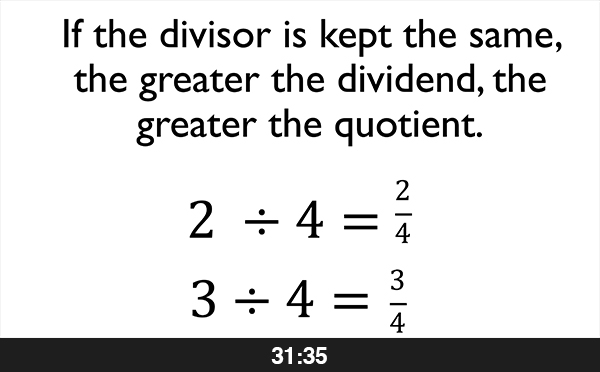 If the divisor is kept the same,
the greater the dividend, the
greater the quotient.
2 ÷ 4 = 2/4
3 ÷ 4 = 3/4
31:35